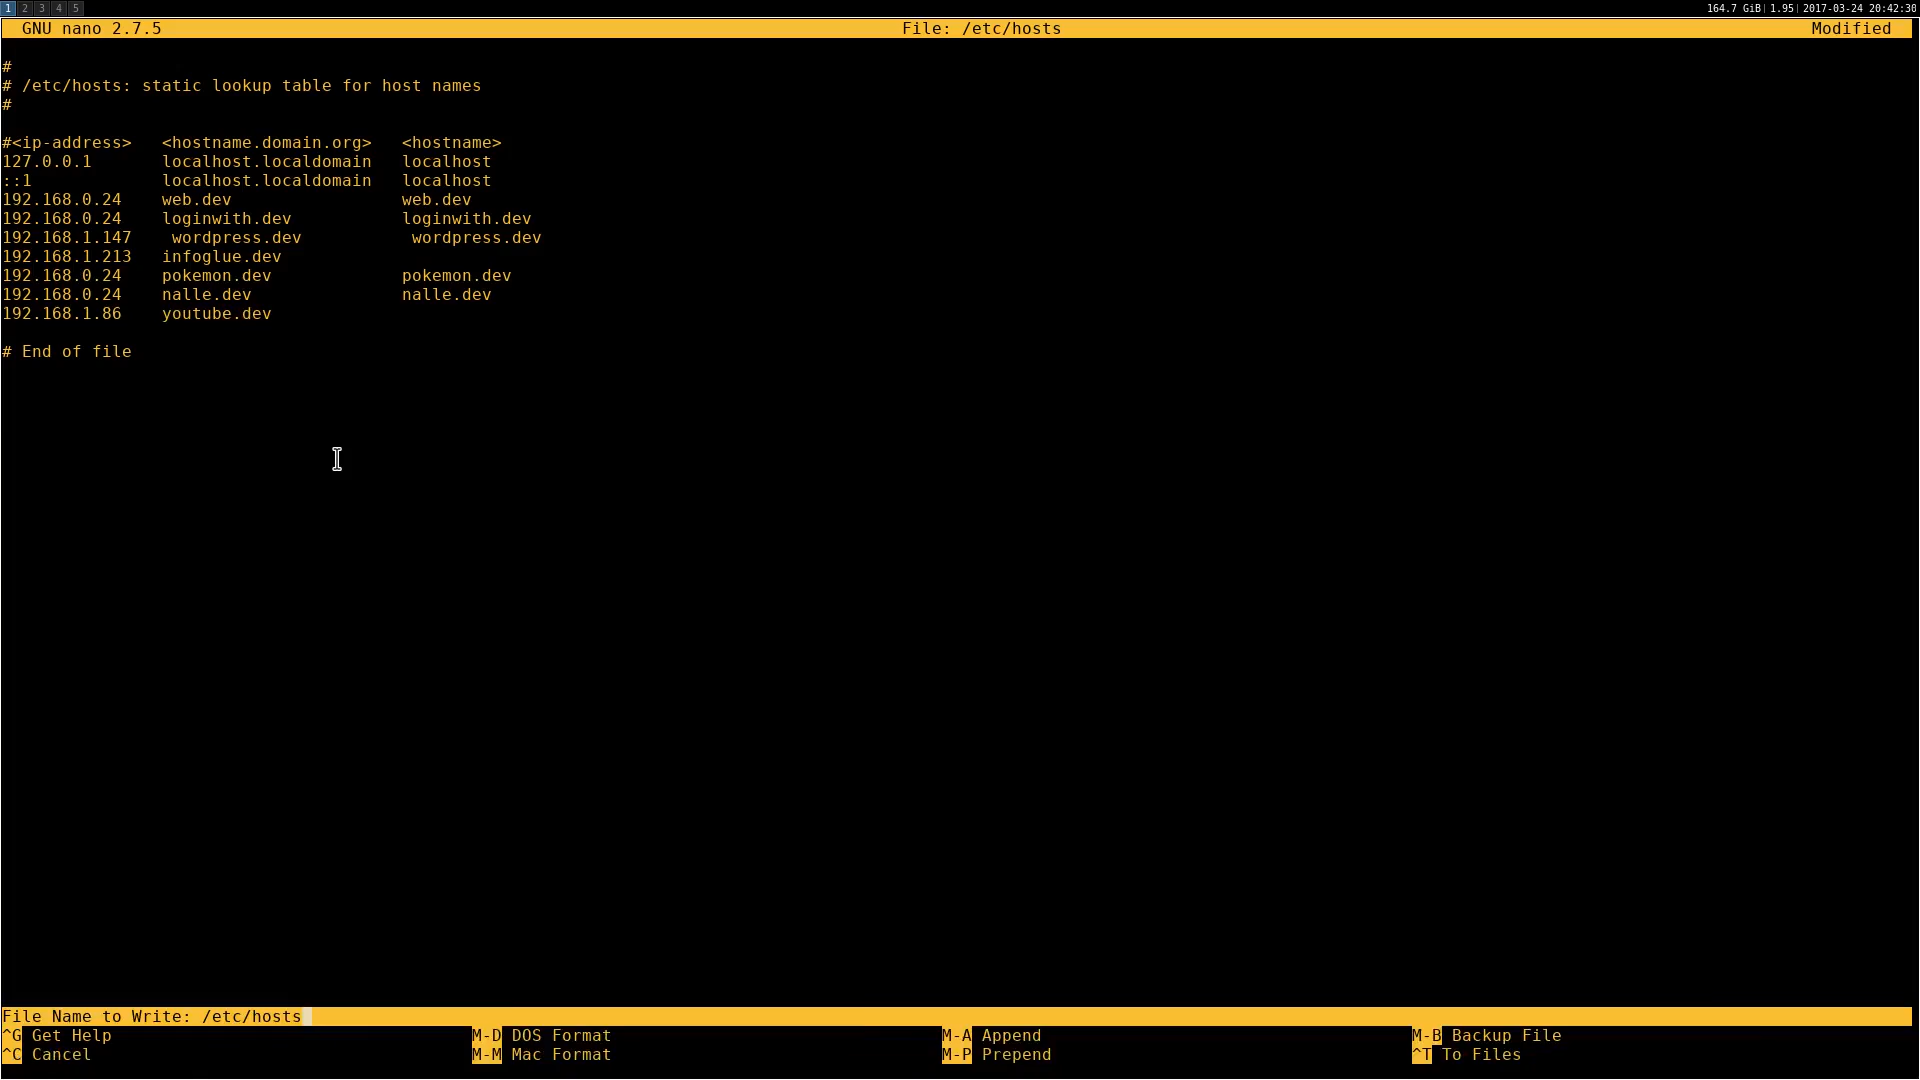 1 2 3 4 5 164.7 GiB| 1.95| 2017-03-24 20:42:30
GNU nano 2.7.5 File: /etc/hosts Modified
#
# /etc/hosts: static lookup table for host names
#
#<ip-address> <hostname.domain.org> <hostname>
127.0.0.1 localhost.localdomain localhost
::1 localhost.localdomain localhost
192.168.0.24 web.dev web.dev
192.168.0.24 loginwith.dev loginwith.dev
192.168.1.147 wordpress.dev wordpress.dev
192.168.1.213 infoglue.dev
192.168.0.24 pokemon.dev pokemon.dev
192.168.0.24 nalle.dev nalle.dev
192.168.1.86 youtube.dev
# End of file
File Name to Write: /etc/hosts
^G Get Help M-D DOS Format M-A Append M-B Backup File
^C Cancel M-M Mac Format M-P Prepend ^T To Files